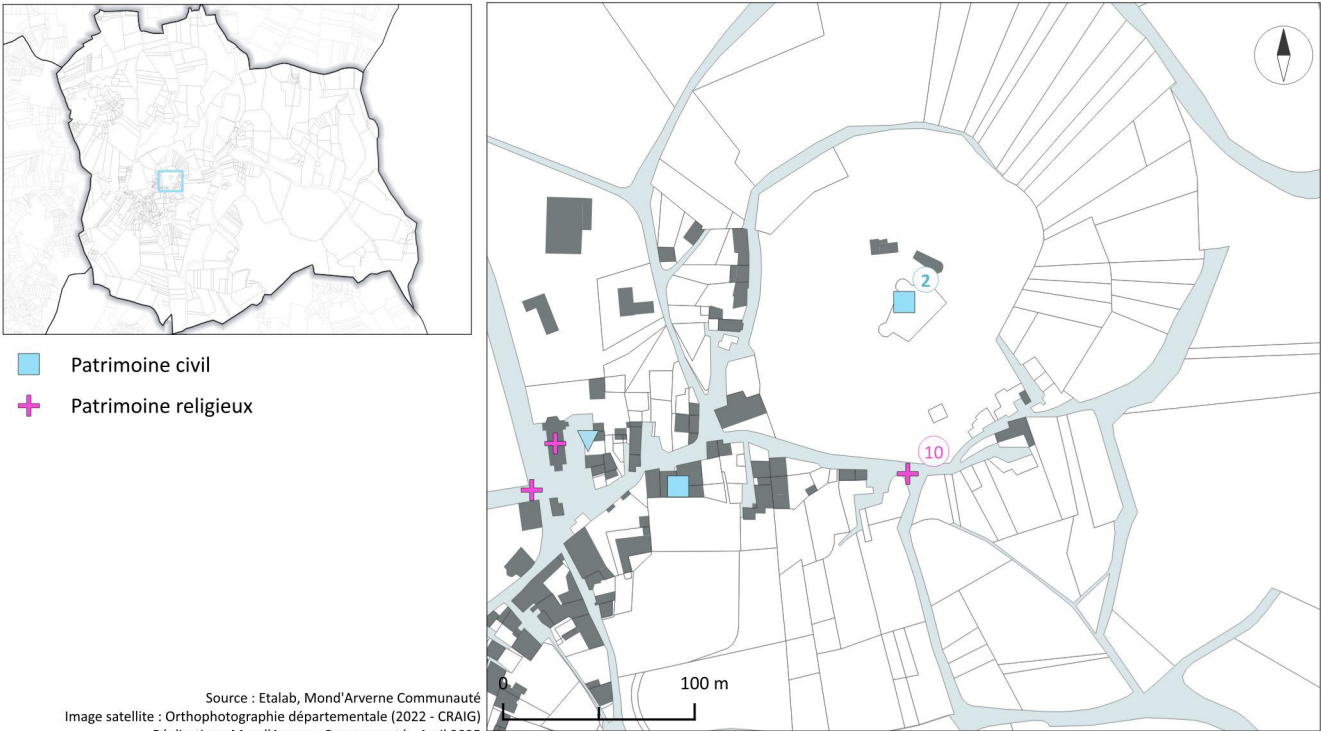 Patrimoine civil
Patrimoine religieux
2
10
0
100 m
Source : Etalab, Mond'Arverne Communauté
Image satellite : Orthophotographie départementale (2022 - CRAIG)